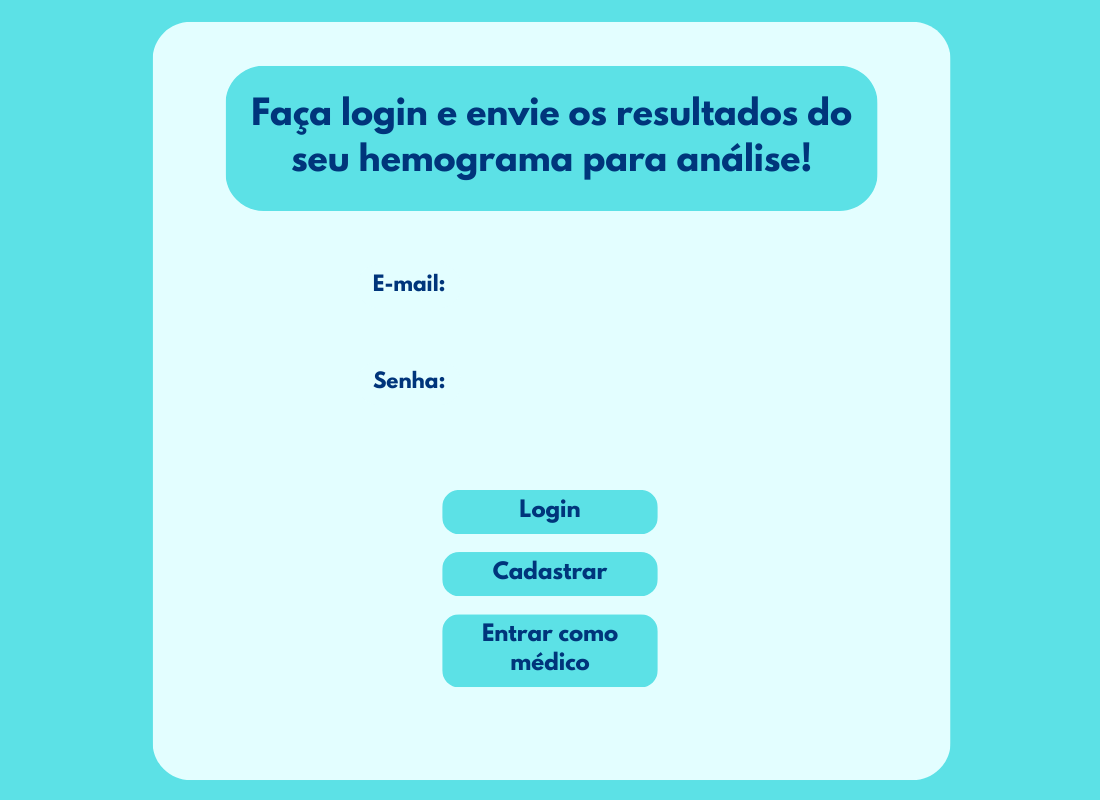 Faça login e envie os resultados do
seu hemograma para análise!
E-mail:
Senha:
Login
Cadastrar
Entrar como
médico